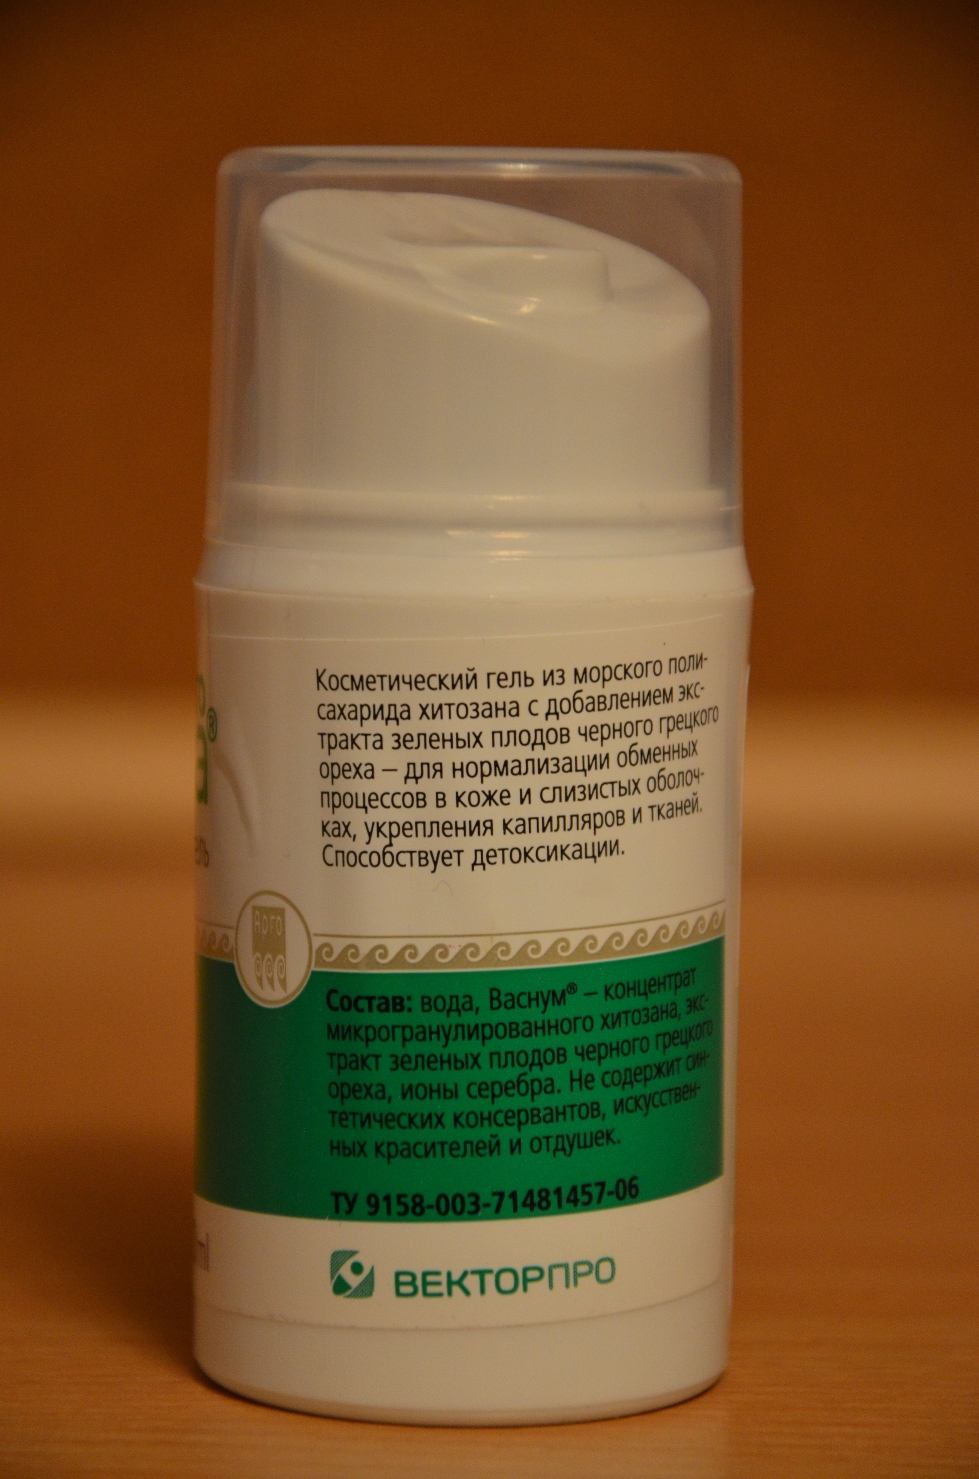 Косметический гель из морского поли-
сахарида хитозана с добавлением экс-
тракта зеленых плодов черного грецкого
ореха – для нормализации обменных
процессов в коже и слизистых оболоч-
ках, укрепления капилляров и тканей.
Способствует детоксикации.
Арго
Состав: вода, Васнум® – концентрат
микрогранулированного хитозана, экс-
тракт зеленых плодов черного грецкого
ореха, ионы серебра. Не содержит син-
тетических консервантов, искусствен-
ных красителей и отдушек.
ТУ 9158-003-71481457-06
ml
ВЕКТОРПРО